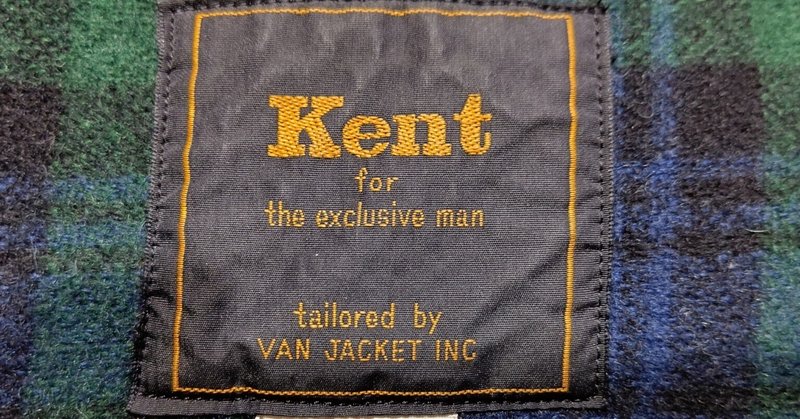 Kent
for
the exclusive man
tailored by
VAN JACKET INC